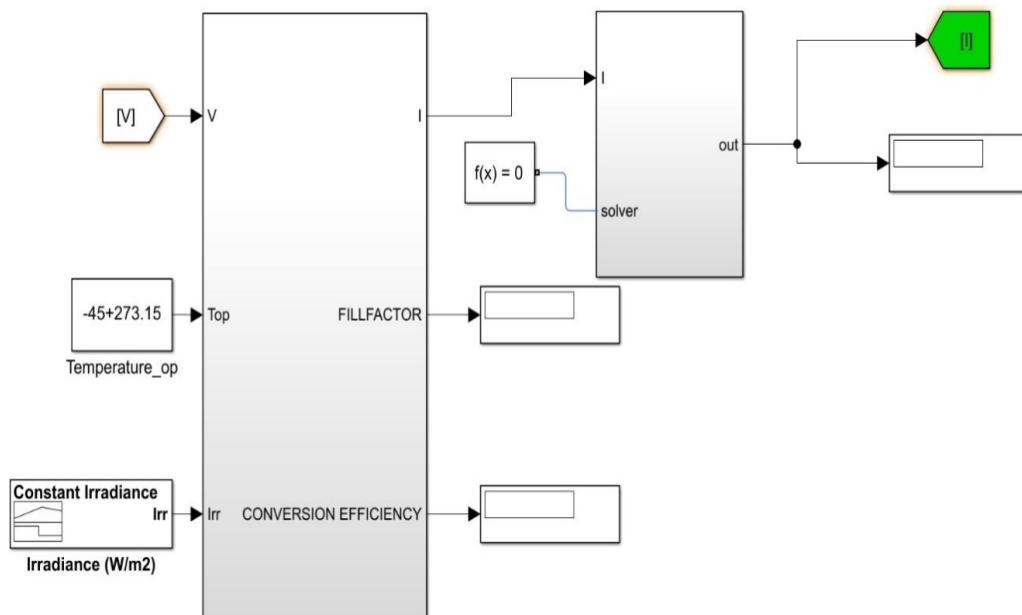 [I]
[V]
V
I
I
out
f(x) = 0
solver
-45+273.15
Top
FILLFACTOR
Temperature_op
Constant Irradiance
Irr
Irr
CONVERSION EFFICIENCY
Irradiance (W/m2)